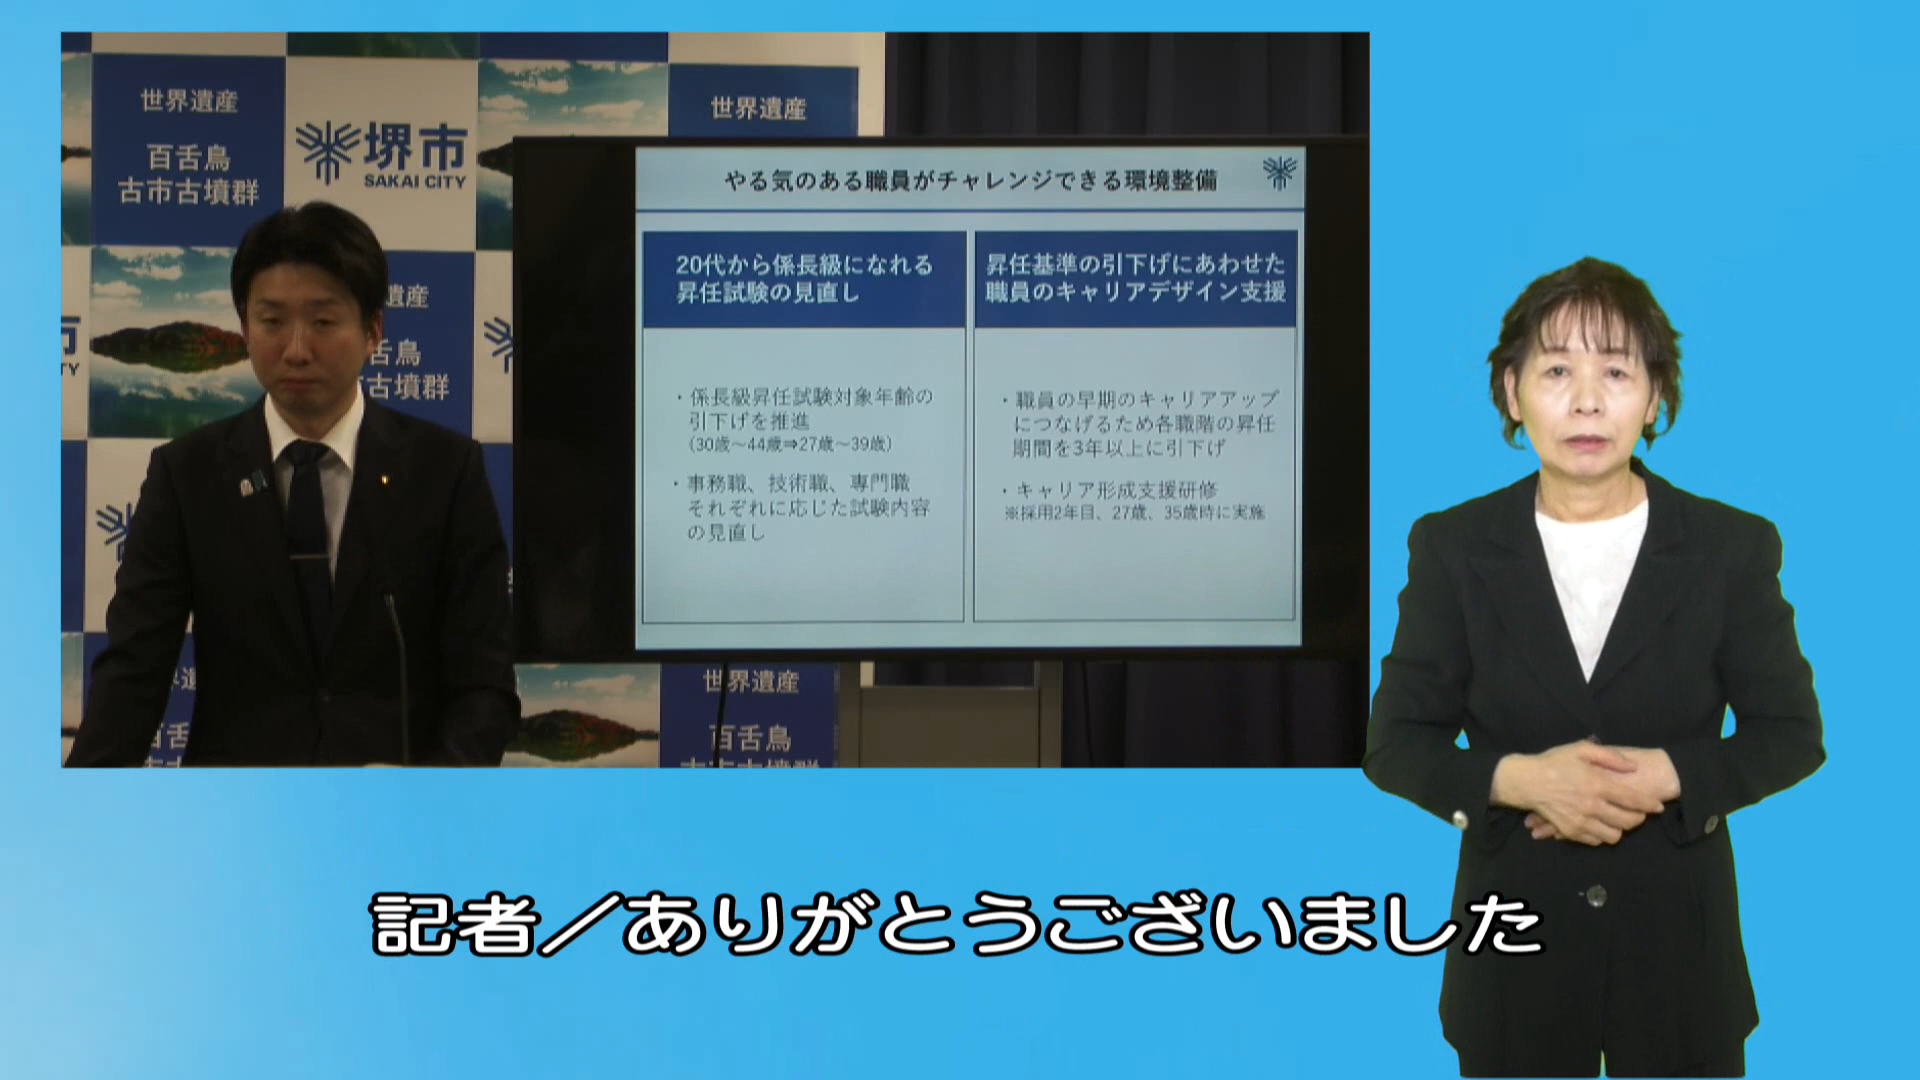 世界遺産
百舌鳥
古市古墳群
堺市
SAKAI CITY
世界遺産
遺産
舌鳥
古墳群
市
TY
やる気のある職員がチャレンジできる環境整備
20代から係長級になれる
昇任試験の見直し
・係長級昇任試験対象年齢の
引下げを推進
（30歳～44歳⇒27歳～39歳）
・事務職、技術職、専門職
それぞれに応じた試験内容
の見直し
昇任基準の引下げにあわせた
職員のキャリアデザイン支援
・職員の早期のキャリアアップ
につなげるため各職階の昇任
期間を3年以上に引下げ
・キャリア形成支援研修
※採用2年目、27歳、35歳時に実施
世界遺産
百舌鳥
記者／ありがとうございました